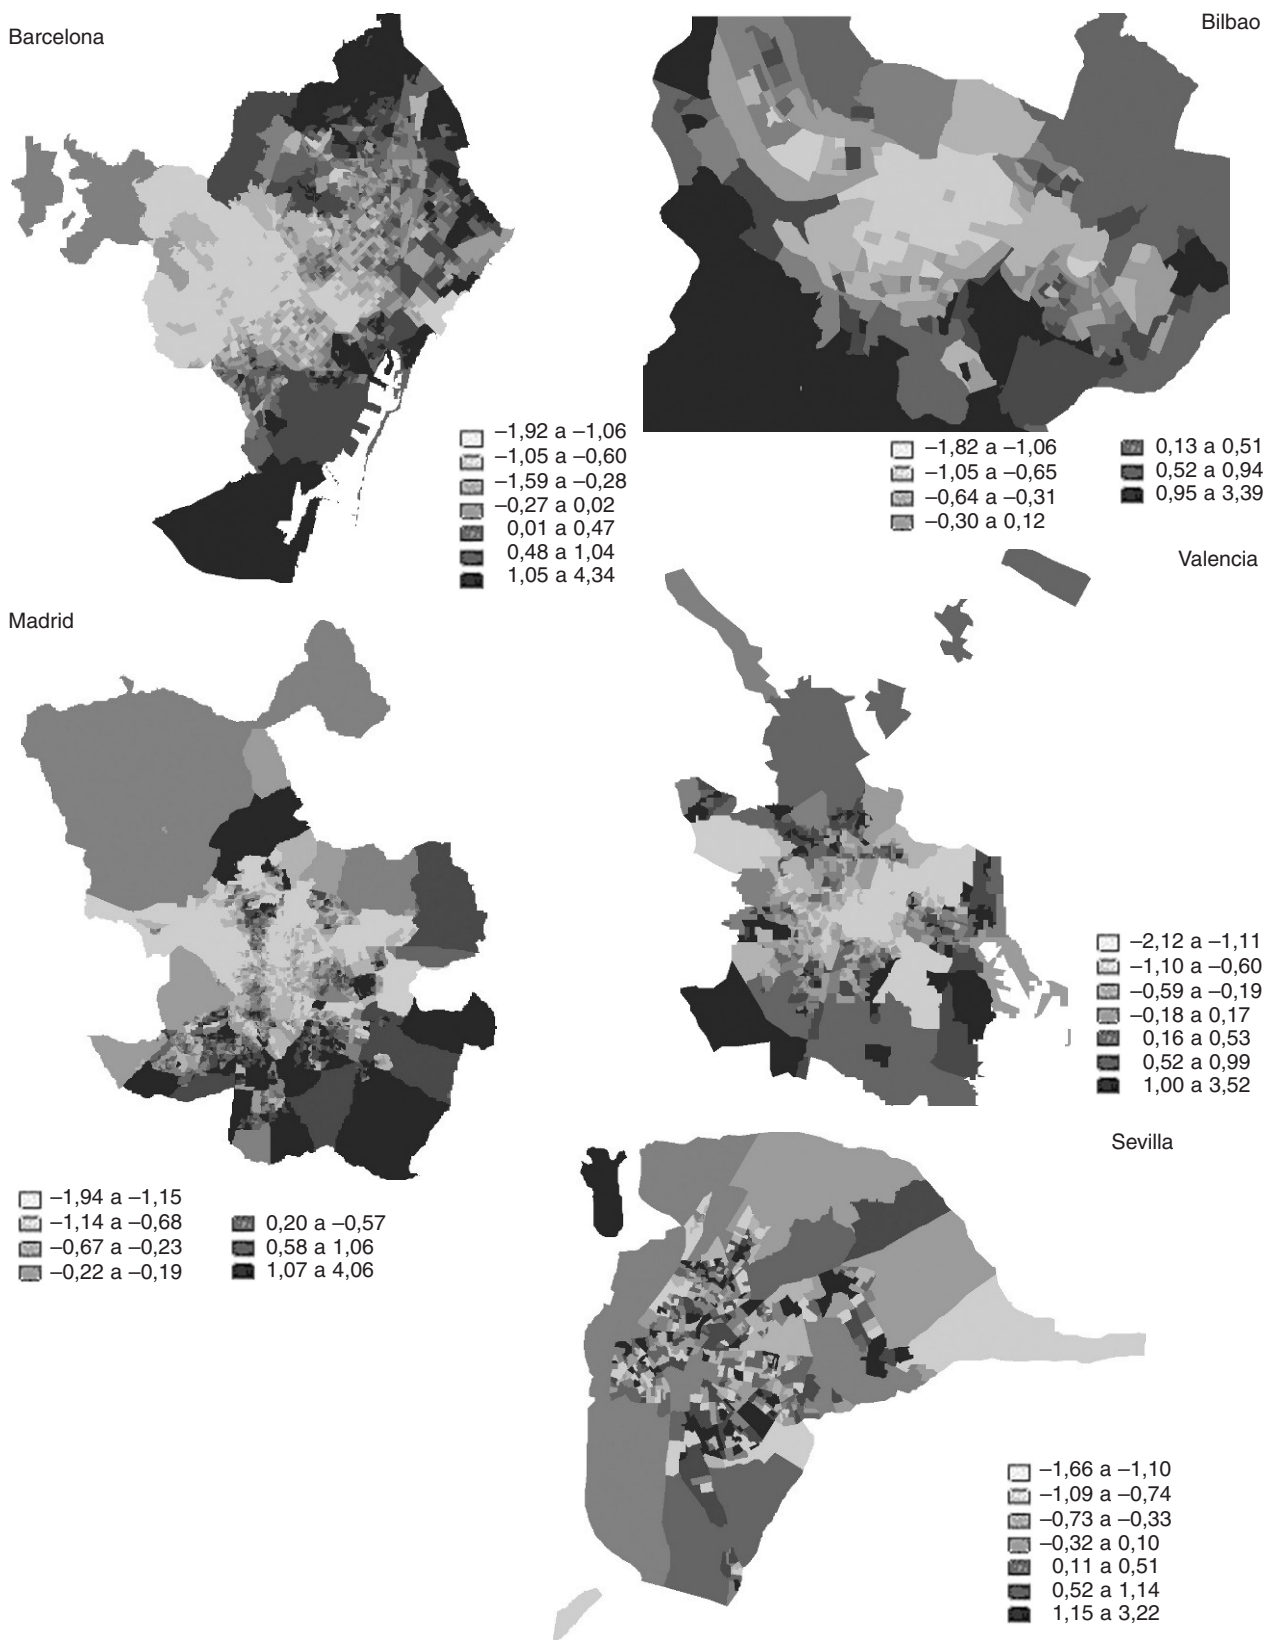 Barcelona
–1,92 a –1,06
–1,05 a –0,60
–1,59 a –0,28
–0,27 a 0,02
0,01 a 0,47
0,48 a 1,04
1,05 a 4,34
Bilbao
–1,82 a –1,06
–1,05 a –0,65
–0,64 a –0,31
–0,30 a 0,12
0,13 a 0,51
0,52 a 0,94
0,95 a 3,39
Madrid
–1,94 a –1,15
–1,14 a –0,68
–0,67 a –0,23
–0,22 a –0,19
0,20 a –0,57
0,58 a 1,06
1,07 a 4,06
Valencia
–2,12 a –1,11
–1,10 a –0,60
–0,59 a –0,19
–0,18 a 0,17
0,16 a 0,53
0,52 a 0,99
1,00 a 3,52
Sevilla
–1,66 a –1,10
–1,09 a –0,74
–0,73 a –0,33
–0,32 a 0,10
0,11 a 0,51
0,52 a 1,14
1,15 a 3,22